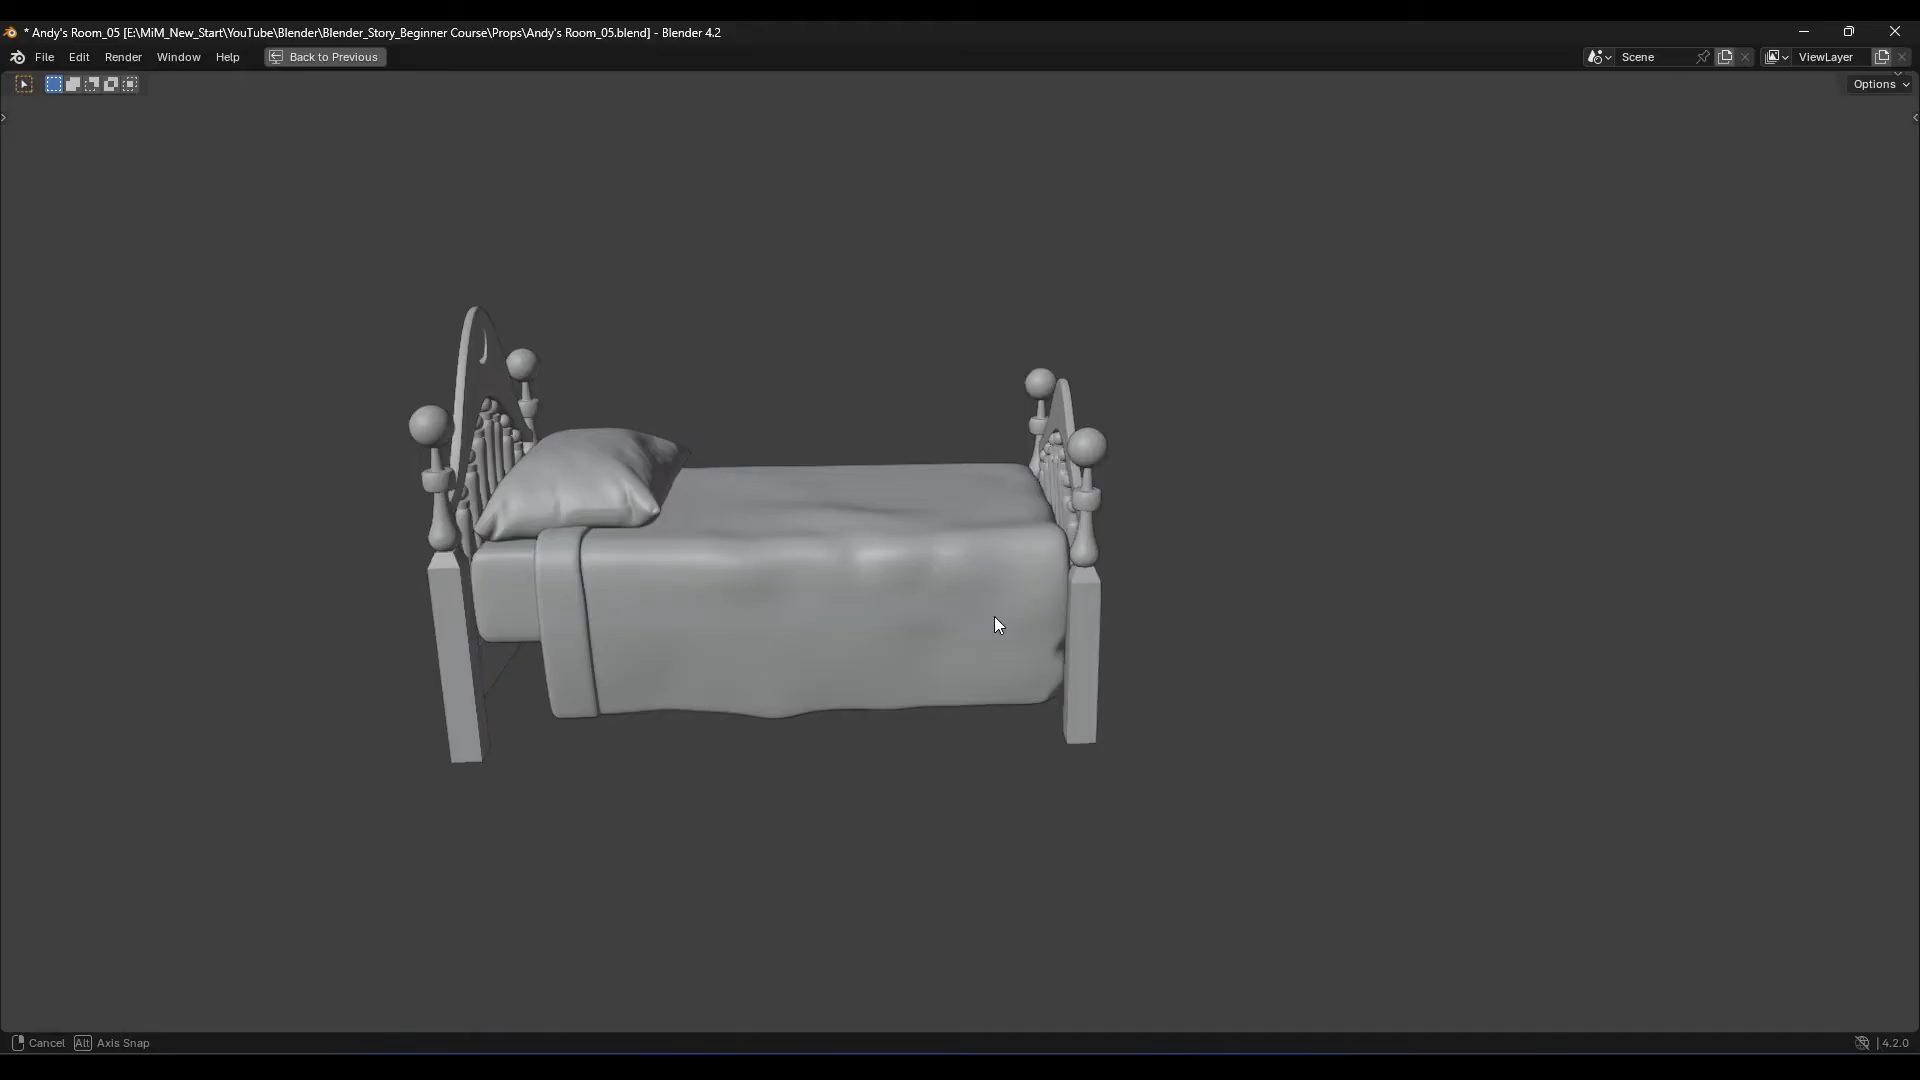 * Andy's Room_05 [E:\MiM_New_Start\YouTube\Blender\Blender_Story_Beginner Course\Props\Andy's Room_05.blend] - Blender 4.2
File Edit Render Window Help Back to Previous Scene ViewLayer
Options
Cancel Alt Axis Snap 4.2.0